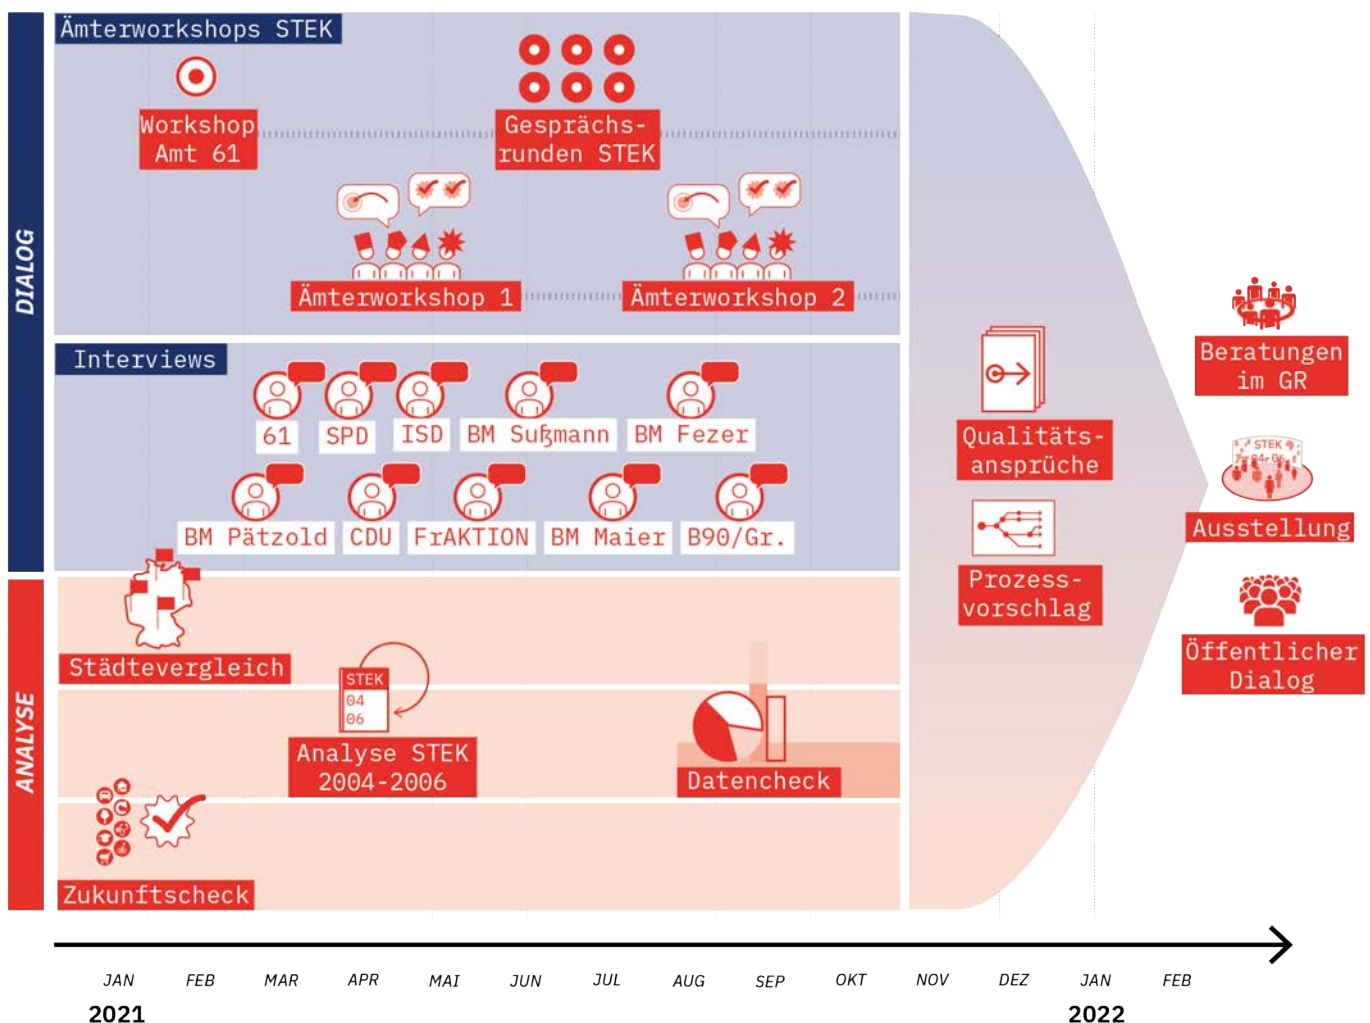 Ämterworkshops STEK
Workshop
Amt 61
Gesprächs-
runden STEK
Ämterworkshop 1
Ämterworkshop 2
DIALOG
Interviews
61
SPD
ISD
BM Sußmann
BM Fezer
BM Pätzold
CDU
FrAKTION
BM Maier
B90/Gr.
Qualitäts-
ansprüche
Prozess-
vorschlag
Beratungen
im GR
STEK
04-06
Ausstellung
Öffentlicher
Dialog
ANALYSE
Städtevergleich
STEK
04
06
Analyse STEK
2004-2006
Datencheck
Zukunftscheck
JAN FEB MAR APR MAI JUN JUL AUG SEP OKT NOV DEZ JAN FEB
2021 2022